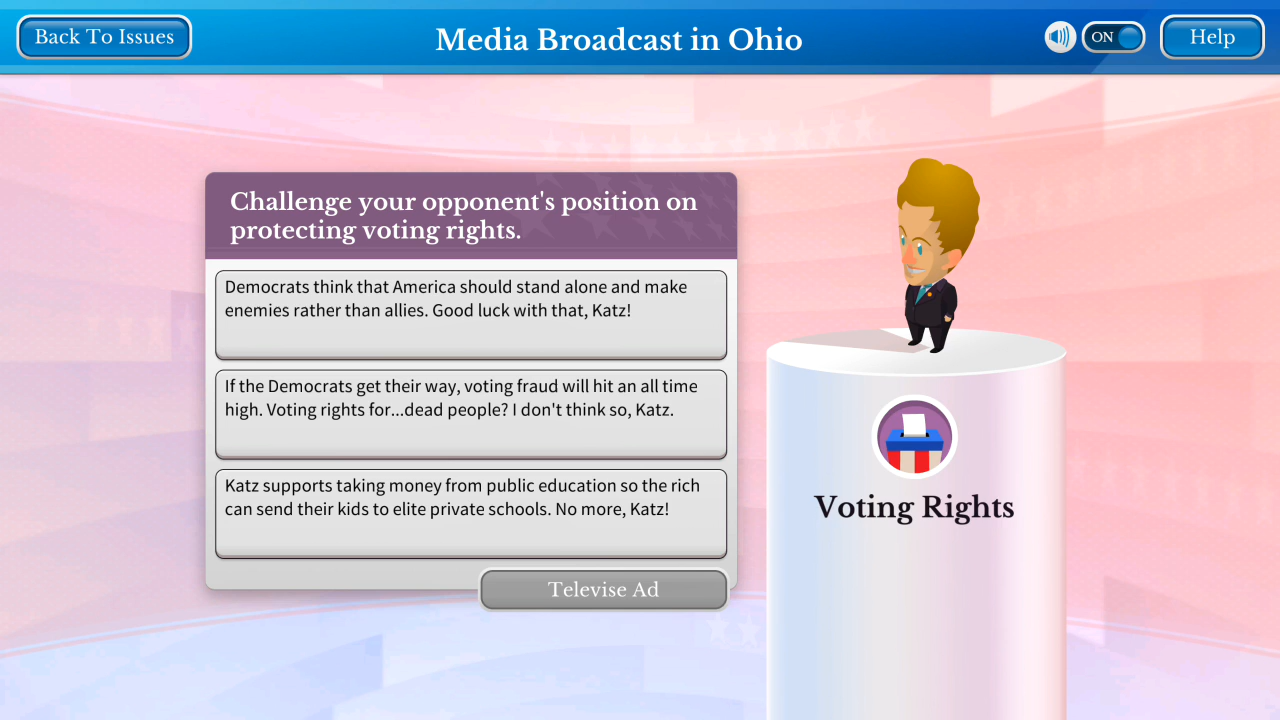 Back To Issues
Media Broadcast in Ohio
ON
Help
Challenge your opponent's position on
protecting voting rights.
Democrats think that America should stand alone and make
enemies rather than allies. Good luck with that, Katz!
If the Democrats get their way, voting fraud will hit an all time
high. Voting rights for...dead people? I don't think so, Katz.
Katz supports taking money from public education so the rich
can send their kids to elite private schools. No more, Katz!
Televise Ad
Voting Rights